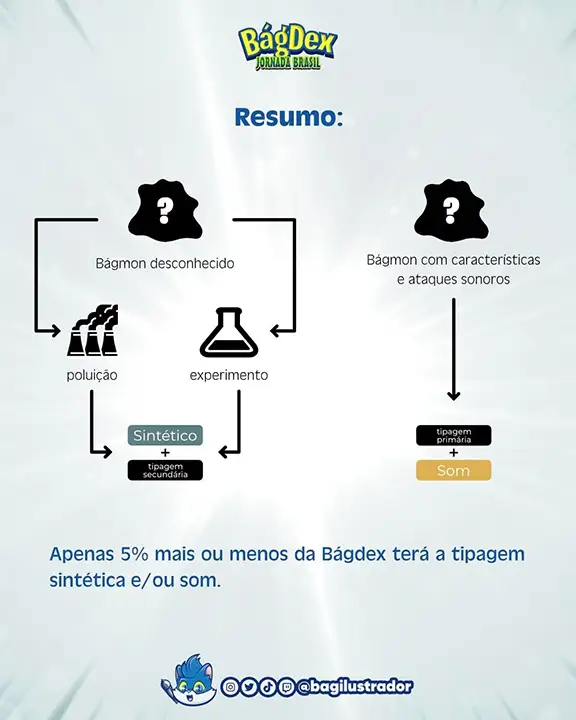 BágDex
JORNADA BRASIL
Resumo:
?
Bágmon desconhecido
poluição
experimento
Sintético
+
tipagem
secundária
?
Bágmon com características
e ataques sonoros
tipagem
primária
+
Som
Apenas 5% mais ou menos da Bágdex terá a tipagem
sintética e/ou som.
@bagilustrador